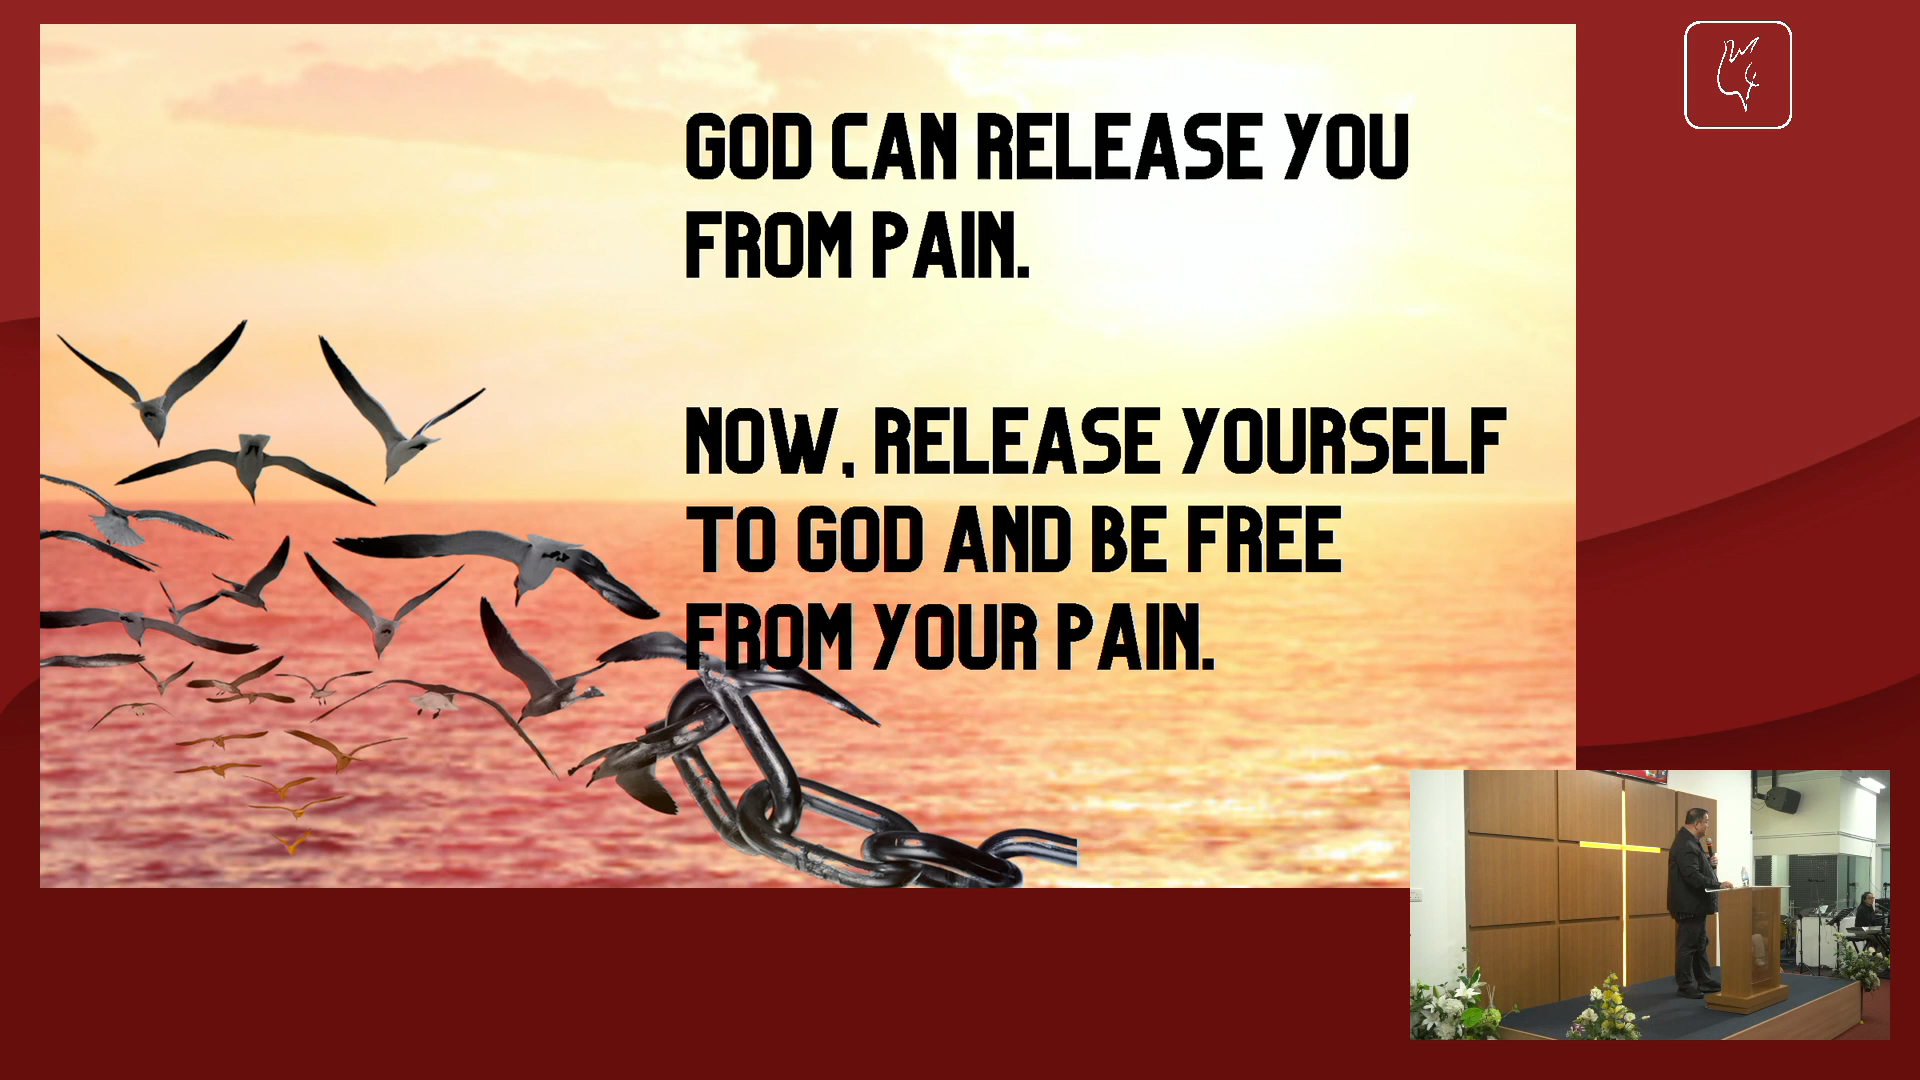 GOD CAN RELEASE YOU
FROM PAIN.
NOW, RELEASE YOURSELF
TO GOD AND BE FREE
FROM YOUR PAIN.